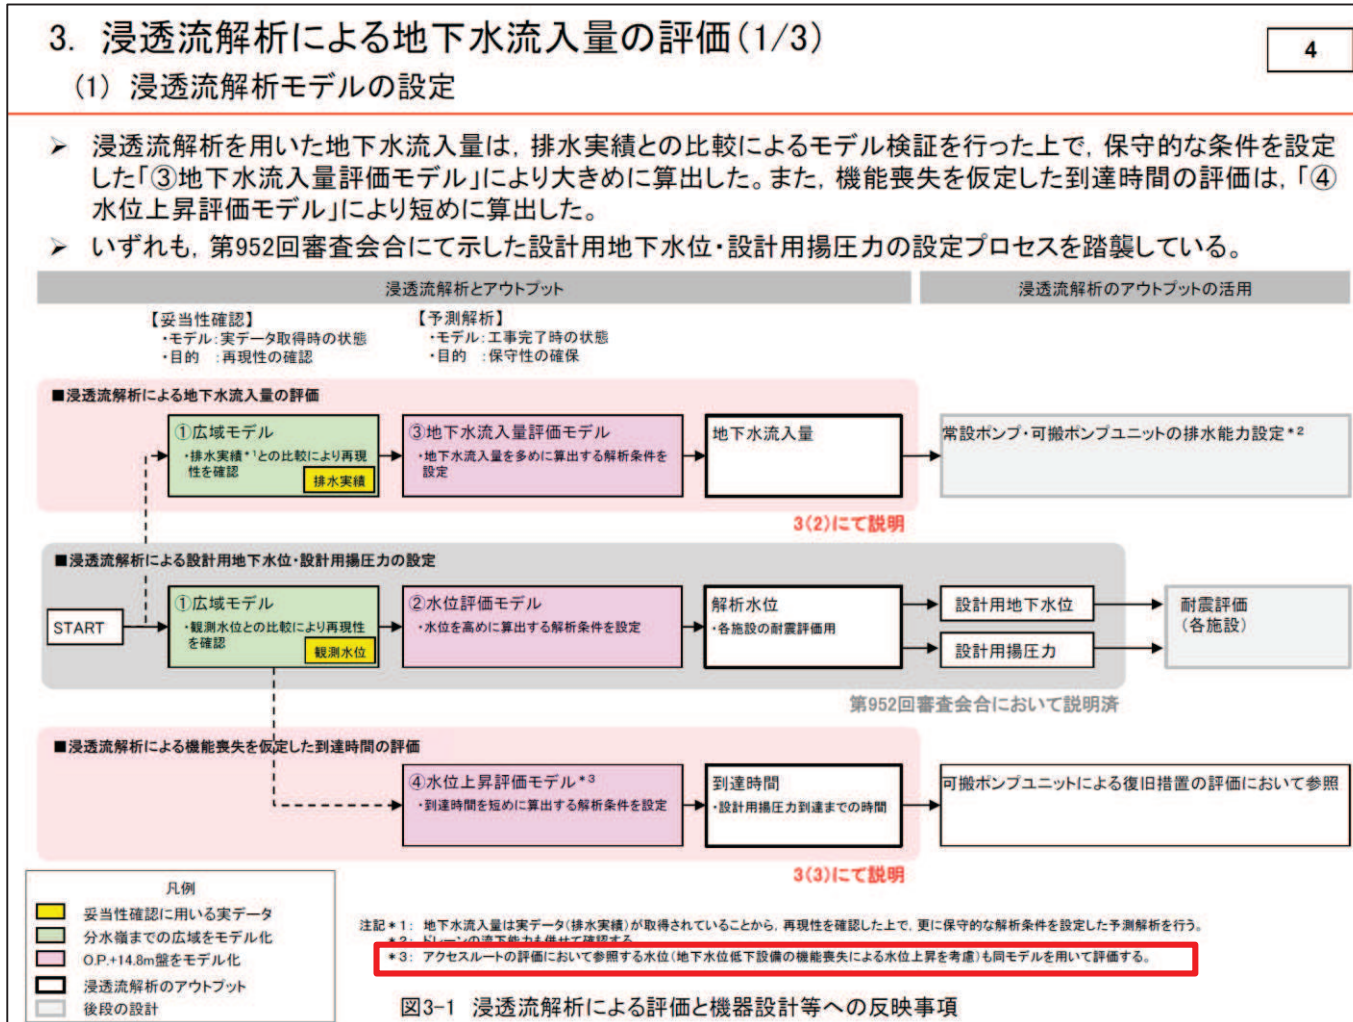 3. 浸透流解析による地下水流入量の評価(1/3)
4
(1) 浸透流解析モデルの設定
➢ 浸透流解析を用いた地下水流入量は，排水実績との比較によるモデル検証を行った上で，保守的な条件を設定
した「③地下水流入量評価モデル」により大きめに算出した。また，機能喪失を仮定した到達時間の評価は，「④
水位上昇評価モデル」により短めに算出した。
➢ いずれも，第952回審査会合にて示した設計用地下水位・設計用揚圧力の設定プロセスを踏襲している。
浸透流解析とアウトプット
浸透流解析のアウトプットの活用
【妥当性確認】
・モデル：実データ取得時の状態
・目的　：再現性の確認
【予測解析】
・モデル：工事完了時の状態
・目的　：保守性の確保
■浸透流解析による地下水流入量の評価
①広域モデル
・排水実績*1との比較により再現
性を確認
排水実績
③地下水流入量評価モデル
・地下水流入量を多めに算出する解析条件を
設定
地下水流入量
常設ポンプ・可搬ポンプユニットの排水能力設定*2
3(2)にて説明
■浸透流解析による設計用地下水位・設計用揚圧力の設定
START
①広域モデル
・観測水位との比較により再現性
を確認
観測水位
②水位評価モデル
・水位を高めに算出する解析条件を設定
解析水位
・各施設の耐震評価用
設計用地下水位
設計用揚圧力
耐震評価
(各施設)
第952回審査会合において説明済
■浸透流解析による機能喪失を仮定した到達時間の評価
④水位上昇評価モデル*3
・到達時間を短めに算出する解析条件を設定
到達時間
・設計用揚圧力到達までの時間
可搬ポンプユニットによる復旧措置の評価において参照
3(3)にて説明
凡例
妥当性確認に用いる実データ
分水嶺までの広域をモデル化
O.P.+14.8m盤をモデル化
浸透流解析のアウトプット
後段の設計
注記*1： 地下水流入量は実データ(排水実績)が取得されていることから，再現性を確認した上で，更に保守的な解析条件を設定した予測解析を行う。
*2： ドレーンの流下能力も併せて確認する。
*3： アクセスルートの評価において参照する水位(地下水位低下設備の機能喪失による水位上昇を考慮)も同モデルを用いて評価する。
図3-1 浸透流解析による評価と機器設計等への反映事項